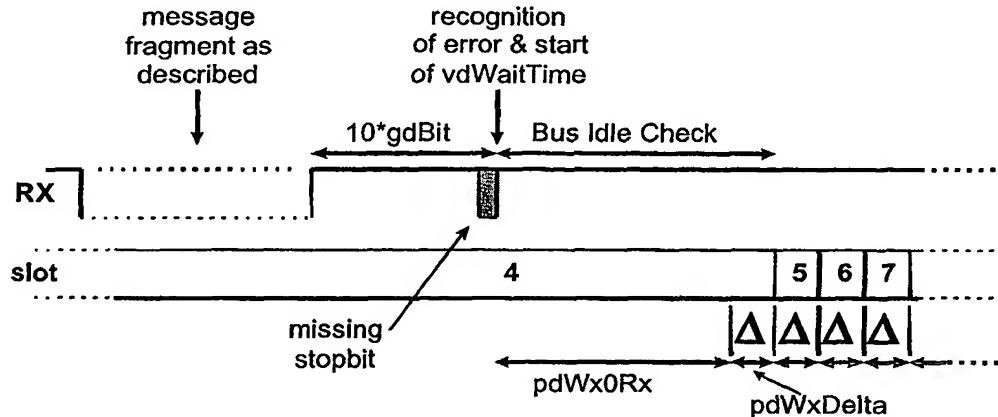 message
fragment as
described
recognition
of error & start
of vdWaitTime
10*gdBit
Bus Idle Check
RX
slot
4
5
6
7
Δ Δ Δ Δ
missing
stopbit
pdWx0Rx
pdWxDelta